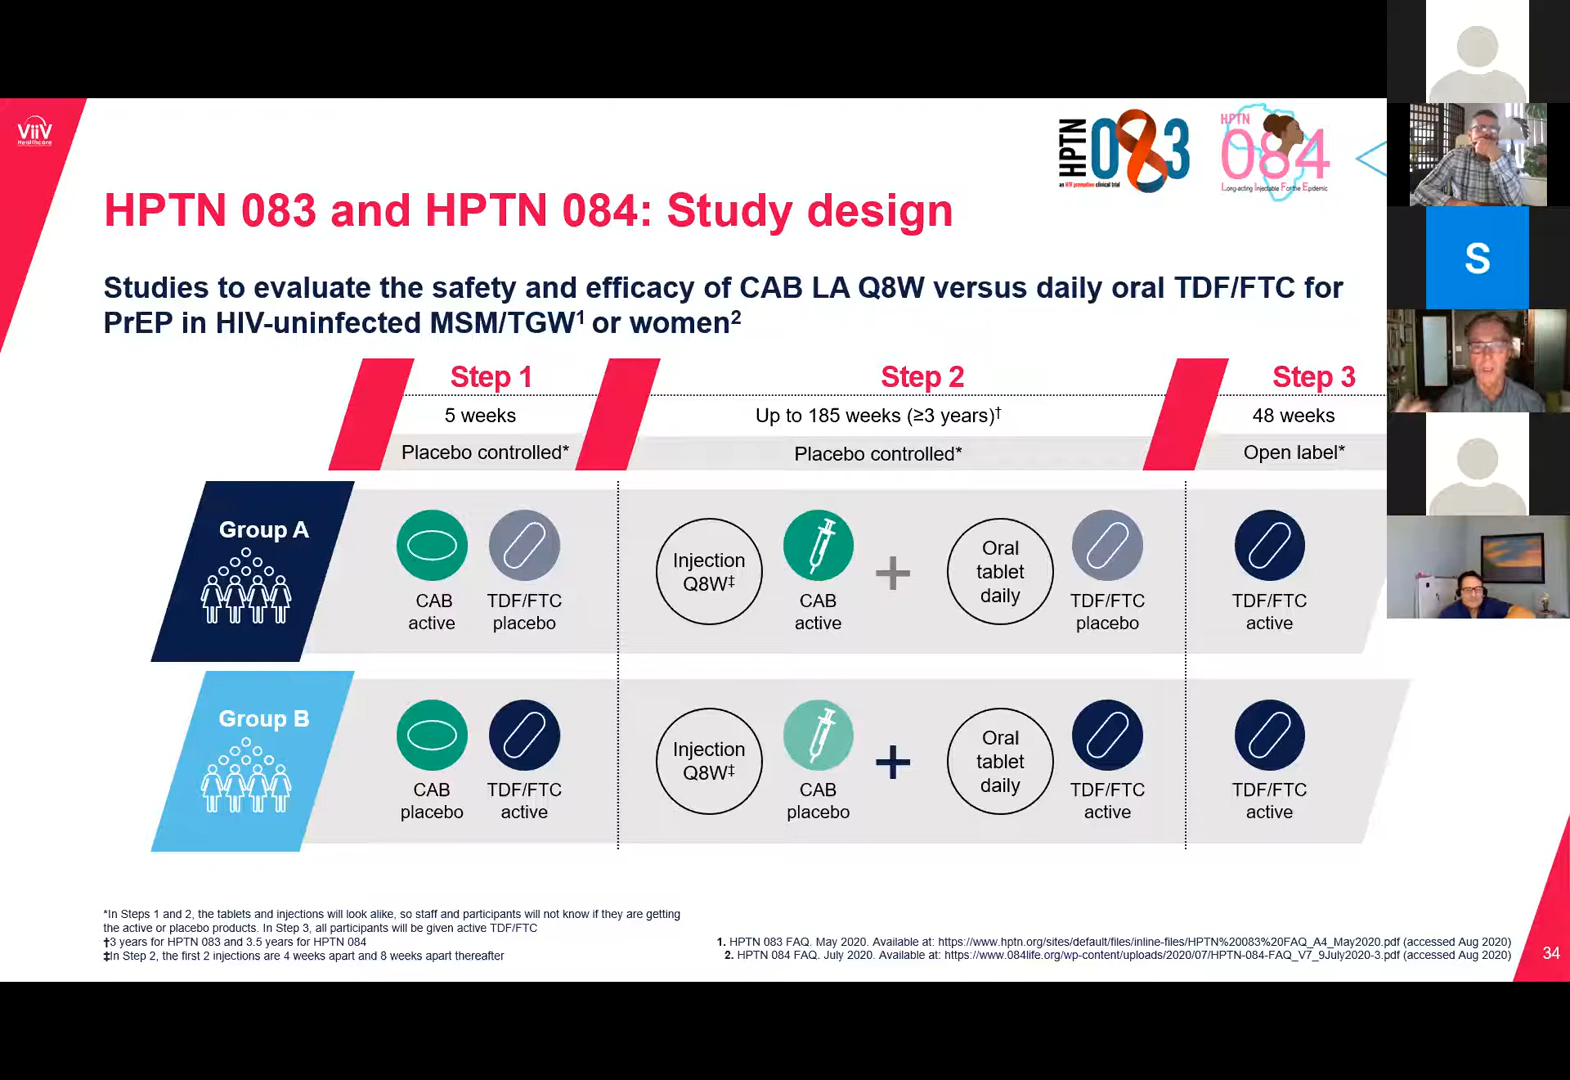 ViiV
Healthcare
HPTN
083
an HIV prevention clinical trial
HPTN
084
Long-acting Injectable For the Epidemic
HPTN 083 and HPTN 084: Study design
S
Studies to evaluate the safety and efficacy of CAB LA Q8W versus daily oral TDF/FTC for
PrEP in HIV-uninfected MSM/TGW1 or women2
Step 1
Step 2
Step 3
5 weeks
Up to 185 weeks (≥3 years)†
48 weeks
Placebo controlled*
Placebo controlled*
Open label*
Group A
CAB
active
TDF/FTC
placebo
Injection
Q8W‡
CAB
active
+
Oral
tablet
daily
TDF/FTC
placebo
TDF/FTC
active
Group B
CAB
placebo
TDF/FTC
active
Injection
Q8W‡
CAB
placebo
+
Oral
tablet
daily
TDF/FTC
active
TDF/FTC
active
*In Steps 1 and 2, the tablets and injections will look alike, so staff and participants will not know if they are getting
the active or placebo products. In Step 3, all participants will be given active TDF/FTC
†3 years for HPTN 083 and 3.5 years for HPTN 084
‡In Step 2, the first 2 injections are 4 weeks apart and 8 weeks apart thereafter
1. HPTN 083 FAQ. May 2020. Available at: https://www.hptn.org/sites/default/files/inline-files/HPTN%20083%20FAQ_A4_May2020.pdf (accessed Aug 2020)
2. HPTN 084 FAQ. July 2020. Available at: https://www.084life.org/wp-content/uploads/2020/07/HPTN-084-FAQ_V7_9July2020-3.pdf (accessed Aug 2020)
34